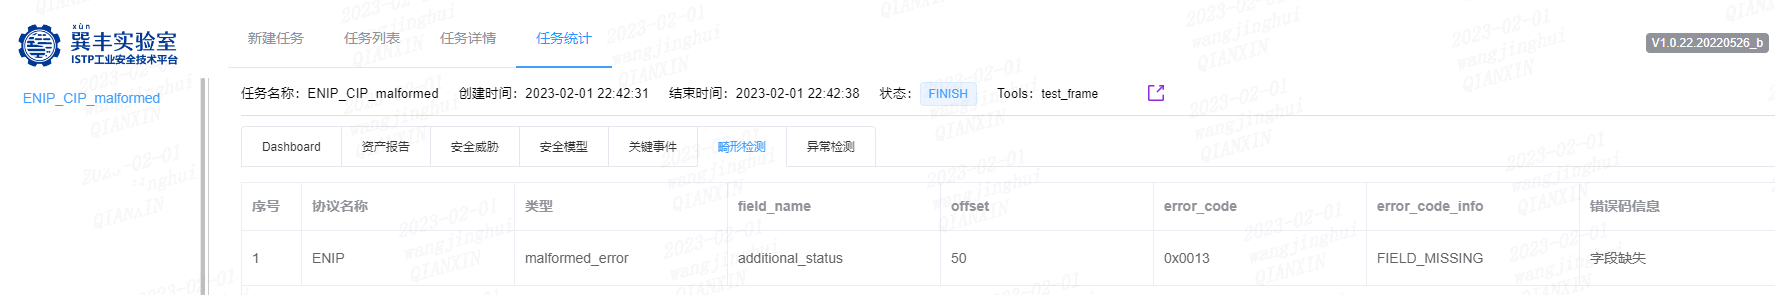 xùn
巽丰实验室
ISTP工业安全技术平台
新建任务 任务列表 任务详情 任务统计
V1.0.22.20220526_b
ENIP_CIP_malformed
任务名称：ENIP_CIP_malformed 创建时间：2023-02-01 22:42:31 结束时间：2023-02-01 22:42:38 状态：FINISH Tools：test_frame
Dashboard 资产报告 安全威胁 安全模型 关键事件 畸形检测 异常检测
序号 协议名称 类型 field_name offset error_code error_code_info 错误码信息
1 ENIP malformed_error additional_status 50 0x0013 FIELD_MISSING 字段缺失
2023-02-01
wangjinghui
QIANXIN